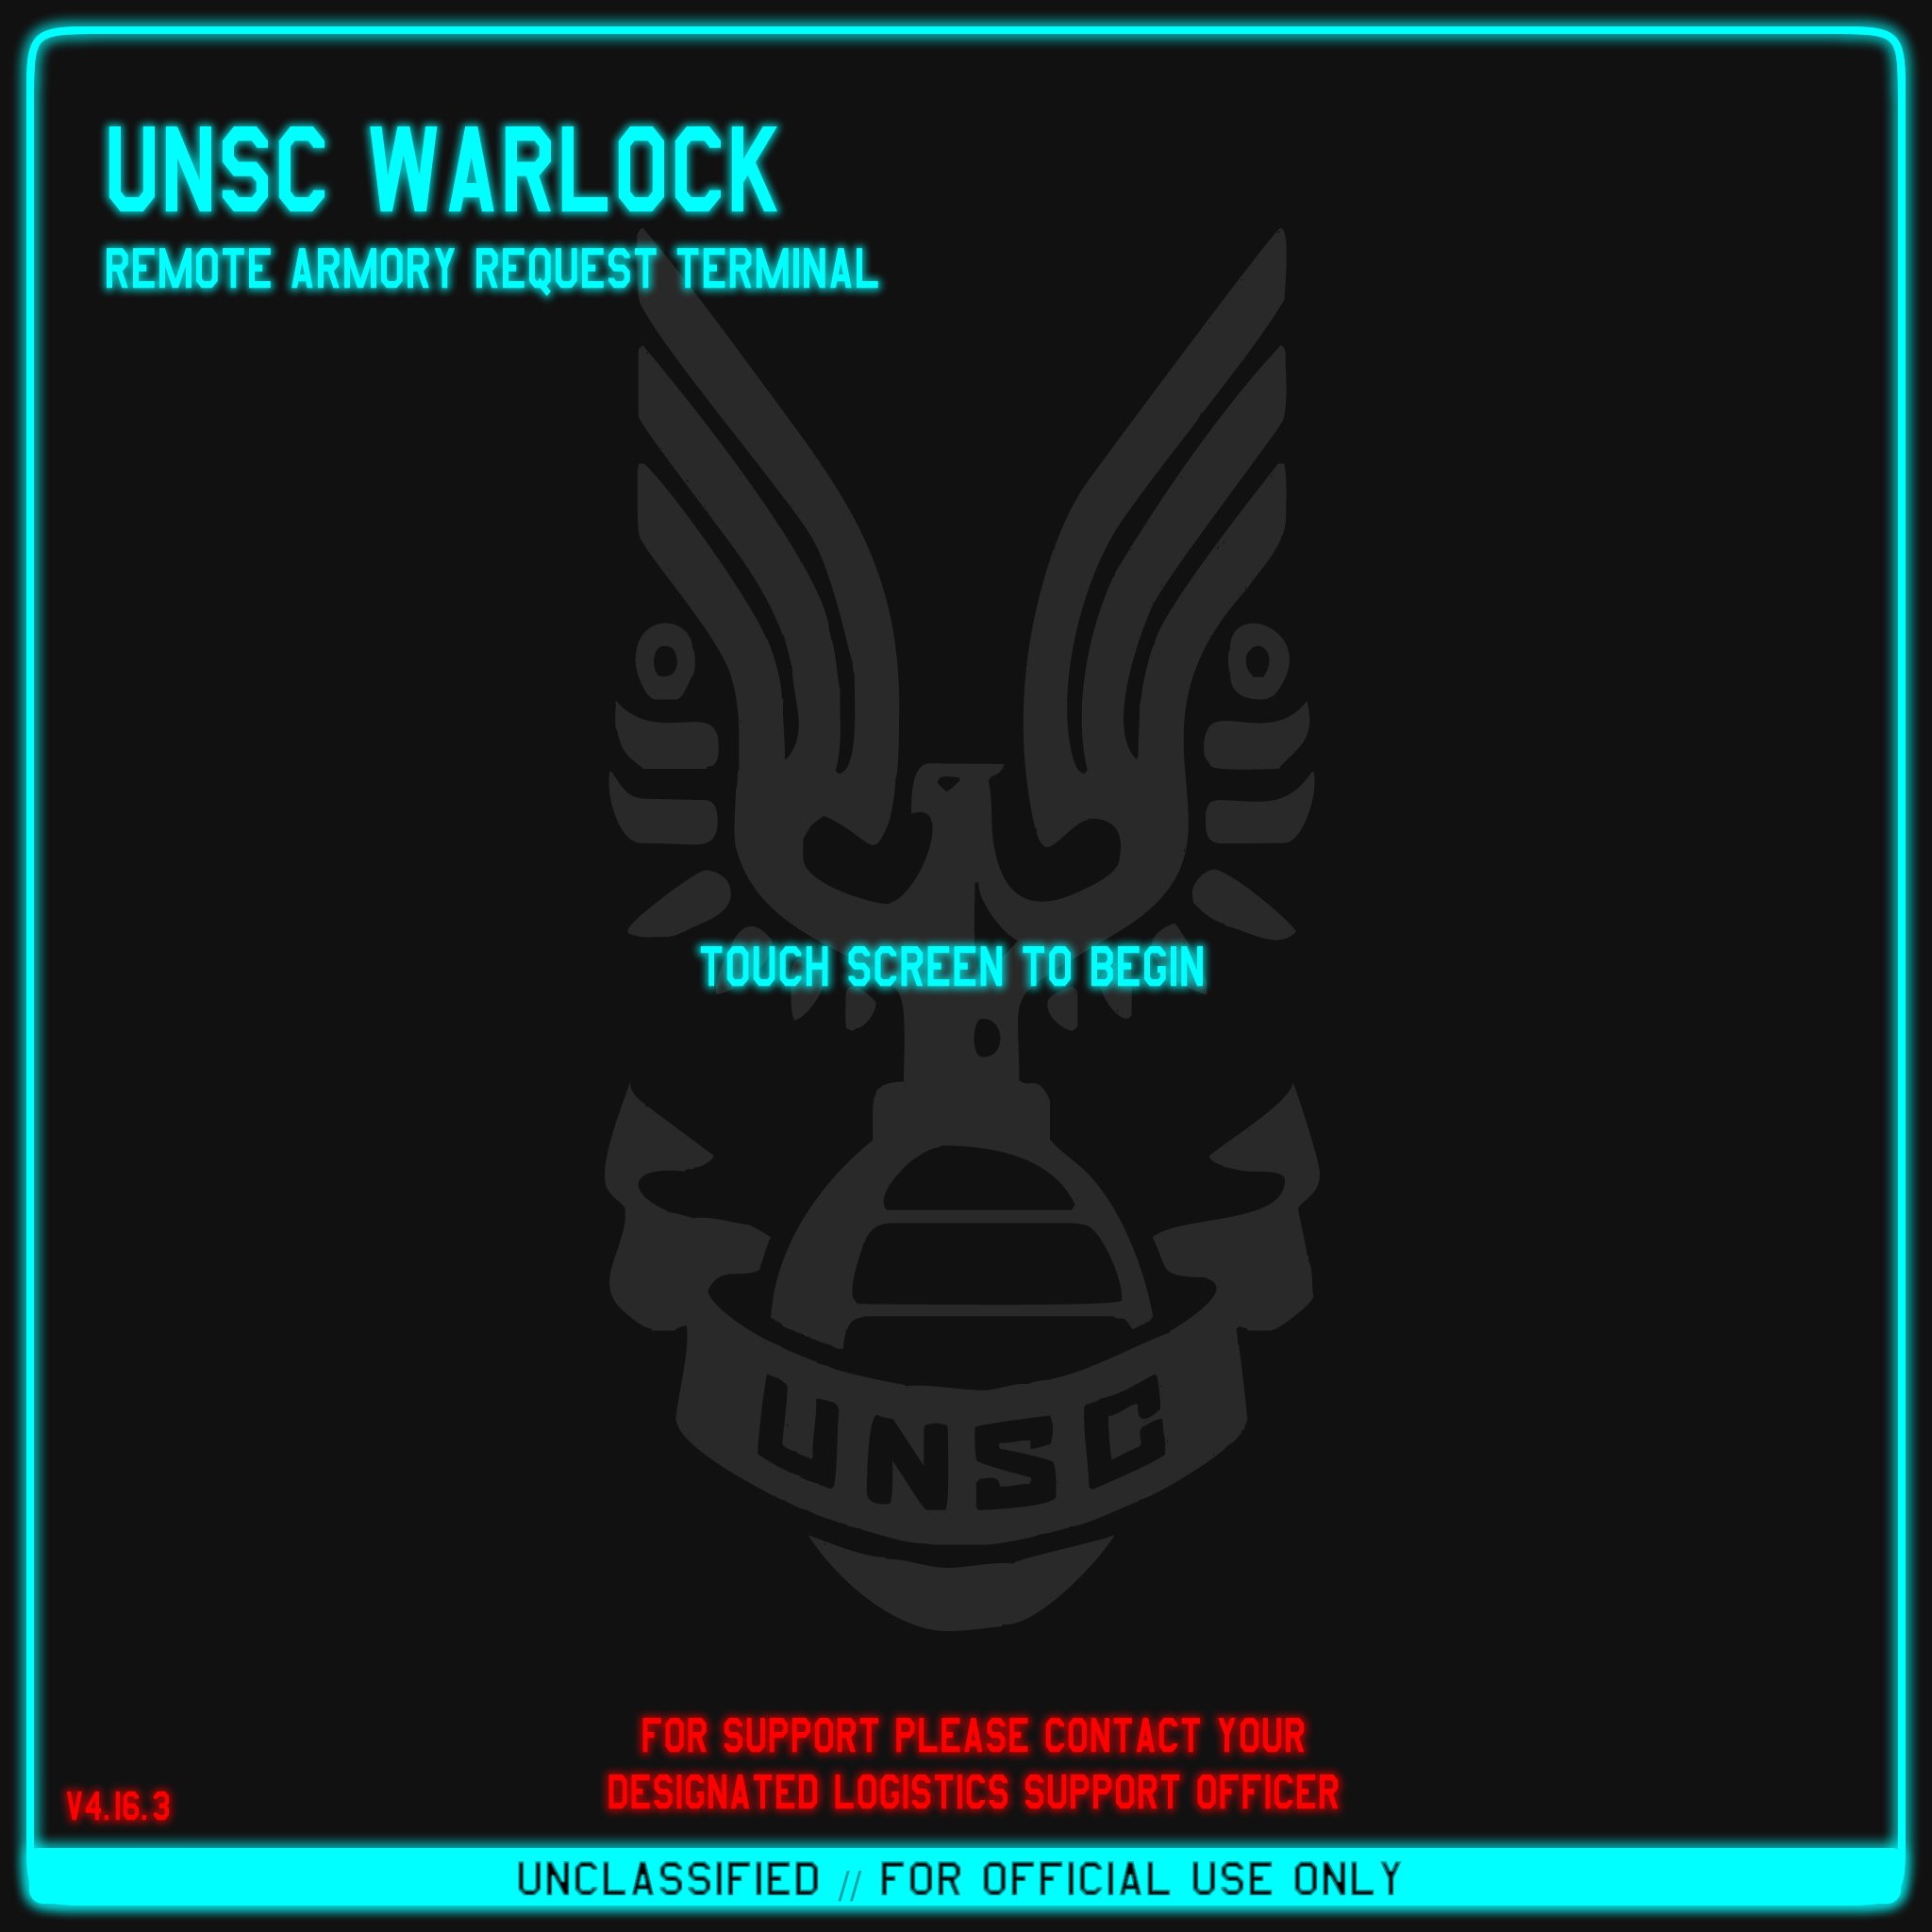 UNSC WARLOCK
REMOTE ARMORY REQUEST TERMINAL
TOUCH SCREEN TO BEGIN
UNSC
FOR SUPPORT PLEASE CONTACT YOUR
DESIGNATED LOGISTICS SUPPORT OFFICER
V4.16.3
UNCLASSIFIED // FOR OFFICIAL USE ONLY